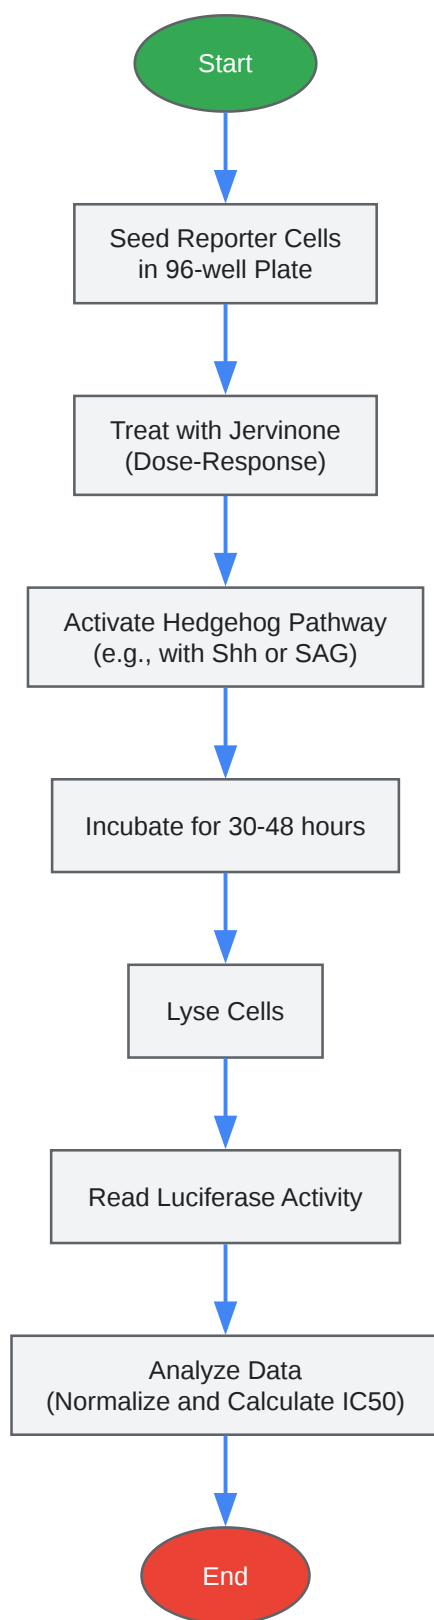 Start
Seed Reporter Cells
in 96-well Plate
Treat with Jervinone
(Dose-Response)
Activate Hedgehog Pathway
(e.g., with Shh or SAG)
Incubate for 30-48 hours
Lyse Cells
Read Luciferase Activity
Analyze Data
(Normalize and Calculate IC50)
End